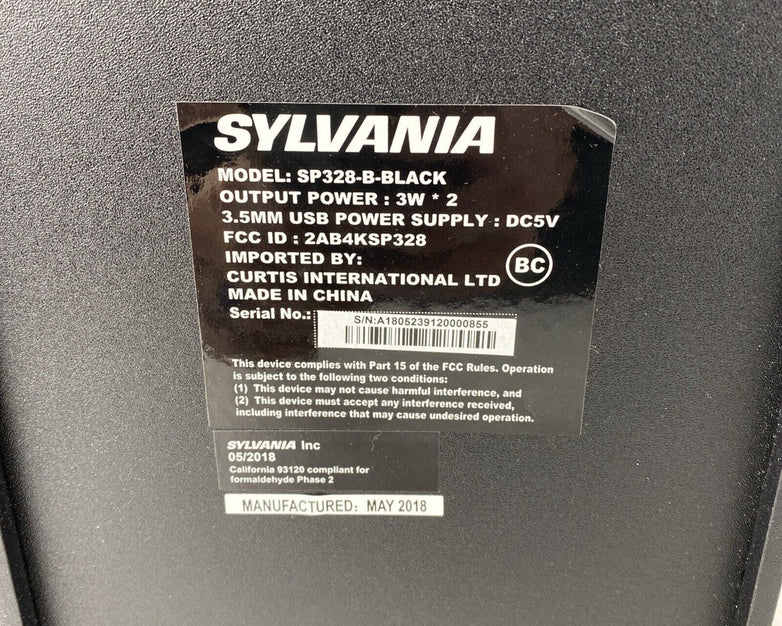 SYLVANIA
MODEL: SP328-B-BLACK
OUTPUT POWER : 3W * 2
3.5MM USB POWER SUPPLY : DC5V
FCC ID : 2AB4KSP328
IMPORTED BY:
CURTIS INTERNATIONAL LTD
BC
MADE IN CHINA
Serial No.:
S/N:A1805239120000855
This device complies with Part 15 of the FCC Rules. Operation
is subject to the following two conditions:
(1) This device may not cause harmful interference, and
(2) This device must accept any interference received,
including interference that may cause undesired operation.
SYLVANIA Inc
05/2018
California 93120 compliant for
formaldehyde Phase 2
MANUFACTURED: MAY 2018